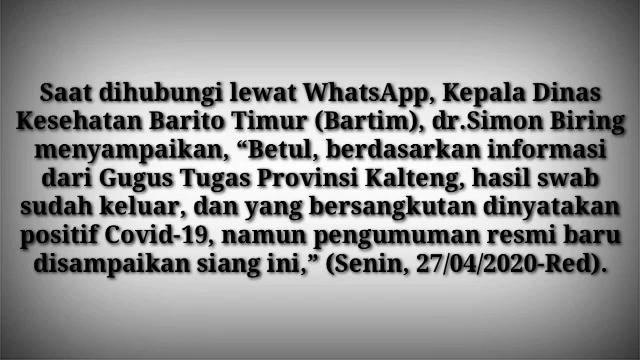 Saat dihubungi lewat WhatsApp, Kepala Dinas
Kesehatan Barito Timur (Bartim), dr.Simon Biring
menyampaikan, “Betul, berdasarkan informasi
dari Gugus Tugas Provinsi Kalteng, hasil swab
sudah keluar, dan yang bersangkutan dinyatakan
positif Covid-19, namun pengumuman resmi baru
disampaikan siang ini,” (Senin, 27/04/2020-Red).